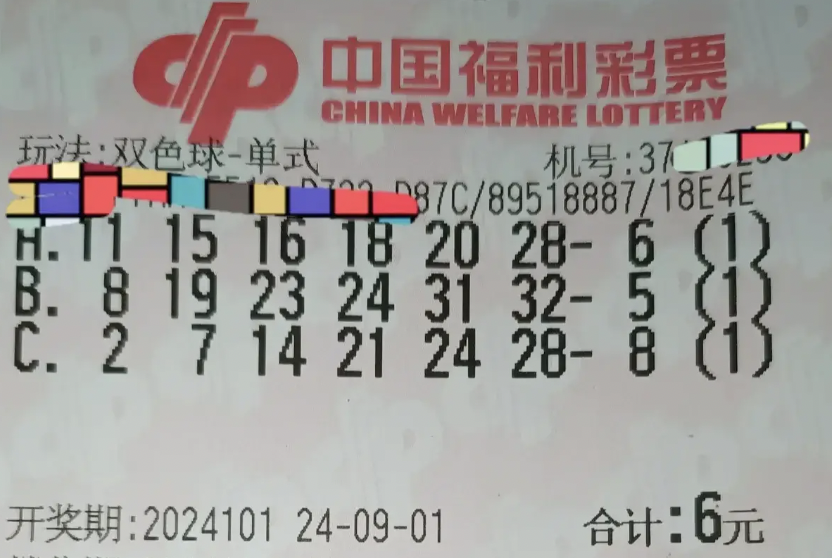 中国福利彩票
CHINA WELFARE LOTTERY
玩法:双色球-单式 机号:37
D87C/89518887/18E4E
A. 11 15 16 18 20 28- 6 (1)
B. 8 19 23 24 31 32- 5 (1)
C. 2 7 14 21 24 28- 8 (1)
开奖期:2024101 24-09-01 合计:6元